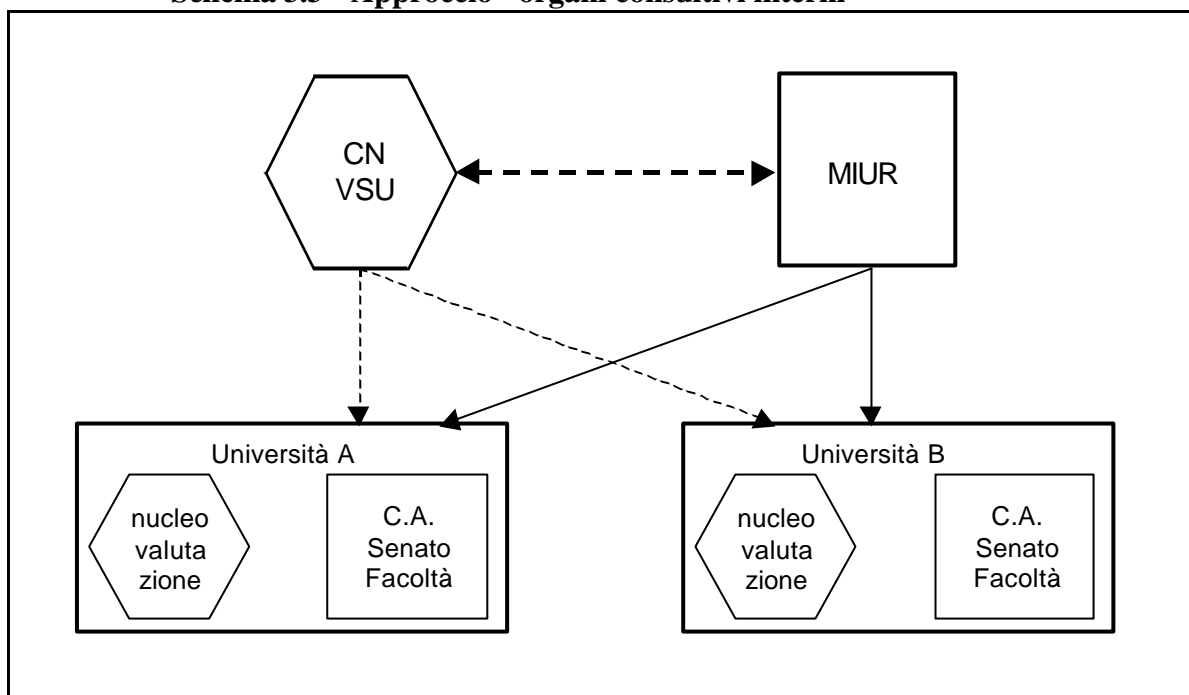 CN
VSU
MIUR
Università A
nucleo
valuta
zione
C.A.
Senato
Facoltà
Università B
nucleo
valuta
zione
C.A.
Senato
Facoltà